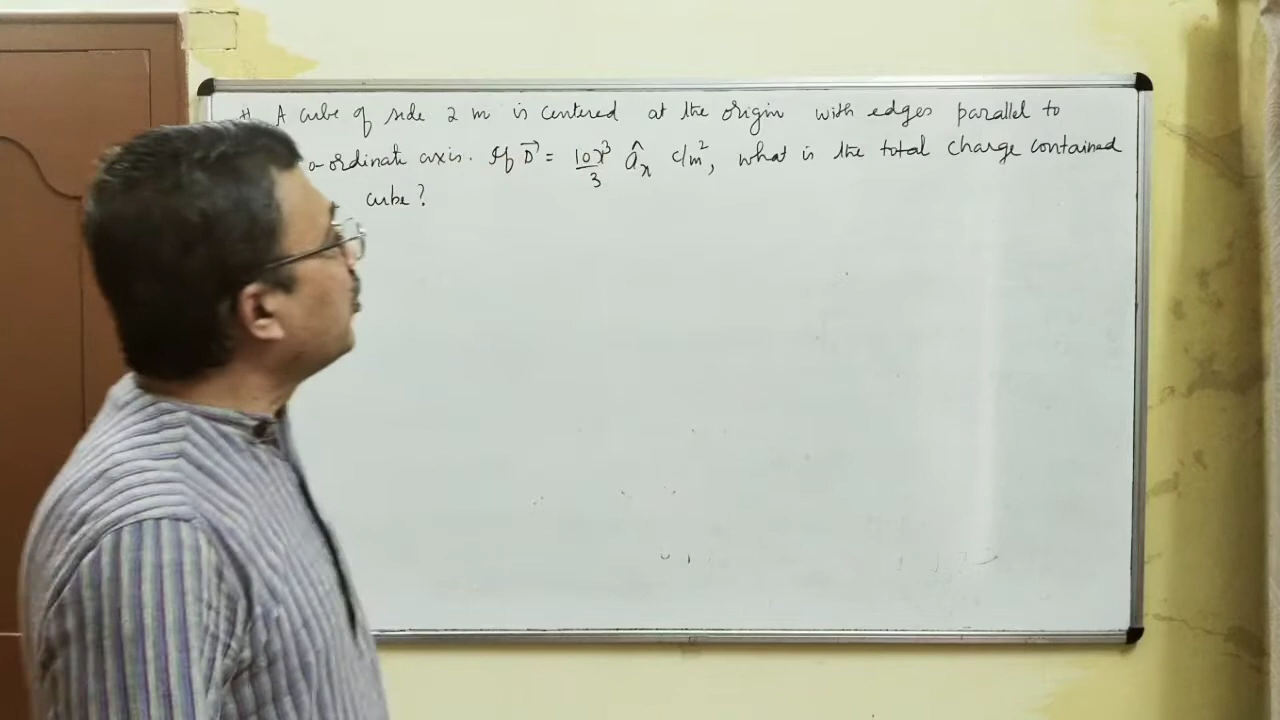 # A cube of side 2 m is centered at the origin with edges parallel to
o-ordinate axis. If D⃗ = 10x³/3 âₓ c/m², what is the total charge contained
cube?